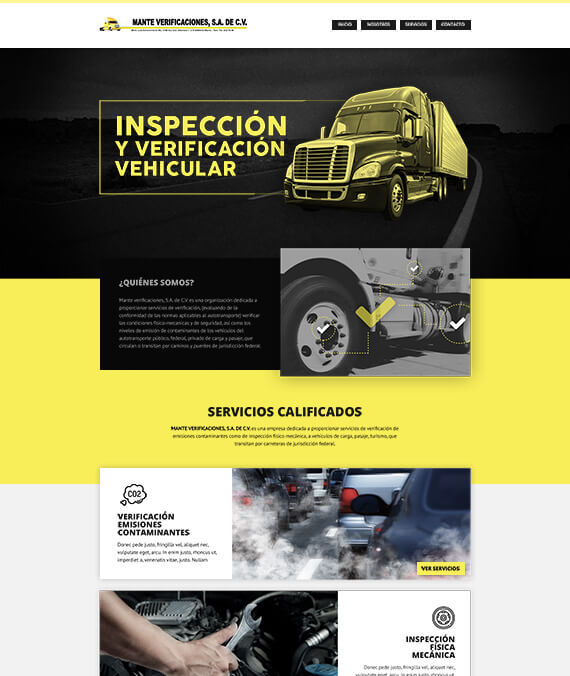 MANTE VERIFICACIONES, S.A. DE C.V.
INICIO
NOSOTROS
SERVICIOS
CONTACTO
INSPECCIÓN
Y VERIFICACIÓN
VEHICULAR
¿QUIÉNES SOMOS?
Mante verificaciones, S.A. de C.V. es una organización dedicada a
proporcionar servicios de verificación, (evaluando de la
conformidad de las normas aplicables al autotransporte) verificar
las condiciones físico-mecanicas y de seguridad, así como los
niveles de emisión de contaminantes de los vehículos del
autotransporte público, federal, privado de carga y pasaje, que
circulan o transitan por caminos y puentes de jurisdicción federal.
SERVICIOS CALIFICADOS
MANTE VERIFICACIONES, S.A. DE C.V. es una empresa dedicada a proporcionar servicios de verificación de
emisiones contaminantes como de inspección físico mecánica, a vehículos de carga, pasaje, turismo, que
transitan por carreteras de jurisdicción federal.
CO2
VERIFICACIÓN
EMISIONES
CONTAMINANTES
Donec pede justo, fringilla vel, aliquet nec,
vulputate eget, arcu. In enim justo, rhoncus ut,
imperdiet a, venenatis vitae, justo. Nullam
VER SERVICIOS
INSPECCIÓN
FÍSICA
MECÁNICA
Donec pede justo, fringilla vel, aliquet nec,
vulputate eget, arcu. In enim justo, rhoncus ut,